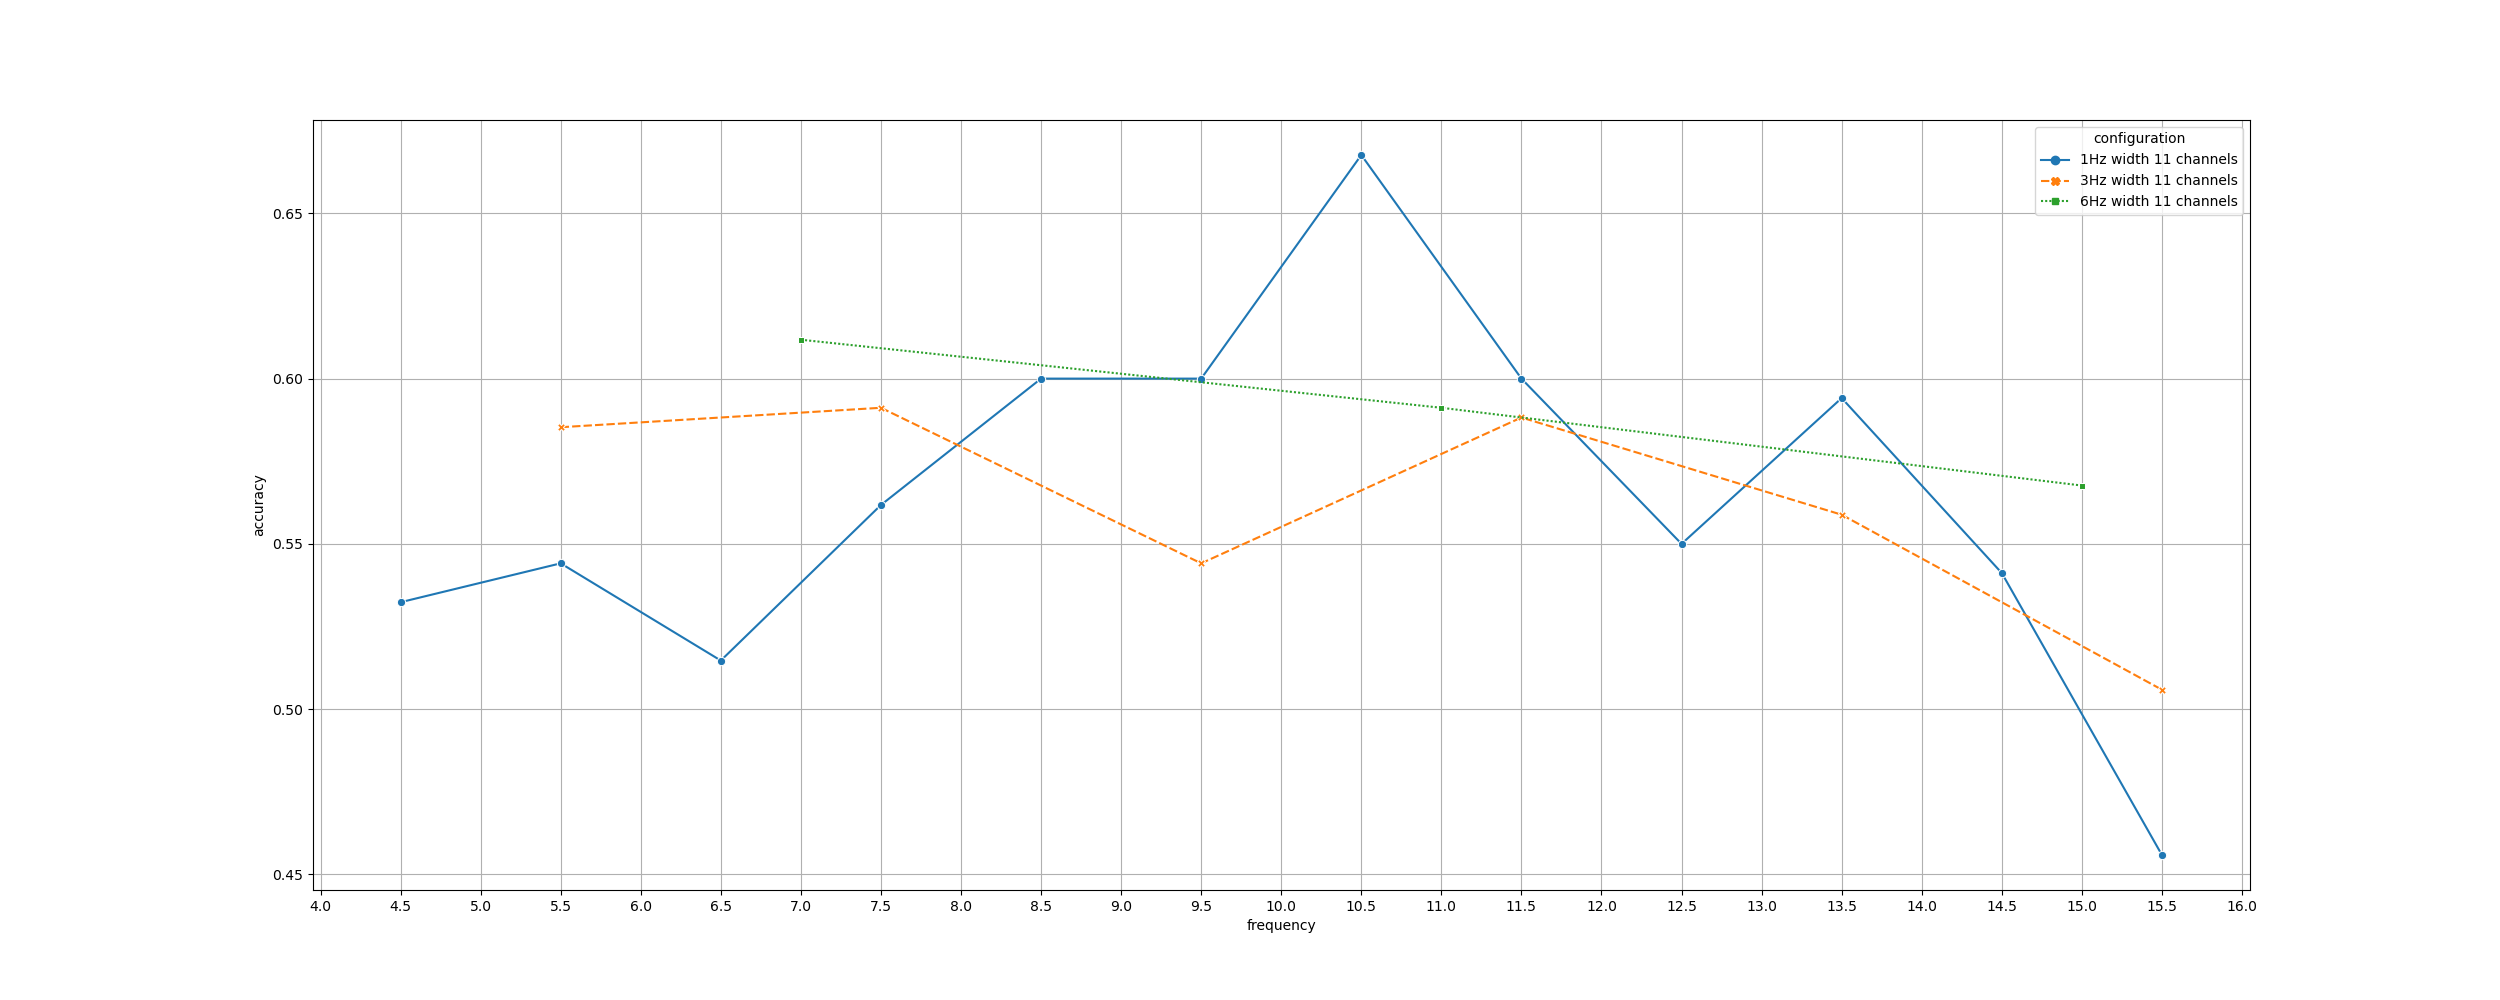 configuration
1Hz width 11 channels
3Hz width 11 channels
6Hz width 11 channels
0.65
0.60
0.55
0.50
0.45
accuracy
4.0 4.5 5.0 5.5 6.0 6.5 7.0 7.5 8.0 8.5 9.0 9.5 10.0 10.5 11.0 11.5 12.0 12.5 13.0 13.5 14.0 14.5 15.0 15.5 16.0
frequency